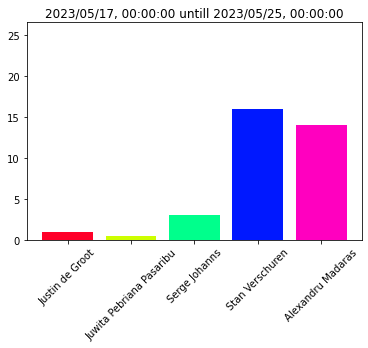 2023/05/17, 00:00:00 untill 2023/05/25, 00:00:00
25
20
15
10
5
0
Justin de Groot
Juwita Pebriana Pasaribu
Serge Johanns
Stan Verschuren
Alexandru Madaras